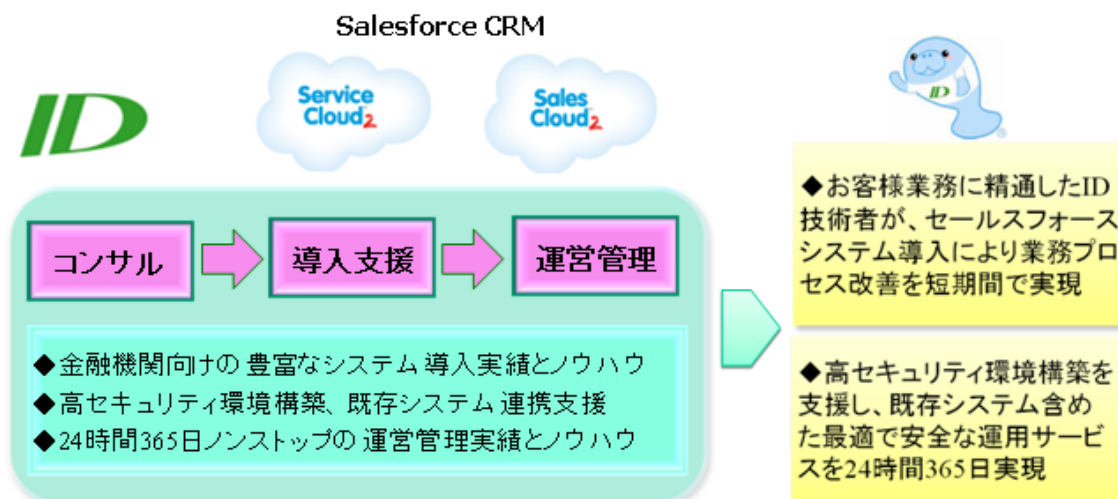 Salesforce CRM
ID
Service
Cloud2
Sales
Cloud2
ID
コンサル
導入支援
運営管理
◆金融機関向けの豊富なシステム導入実績とノウハウ
◆高セキュリティ環境構築、既存システム連携支援
◆24時間365日ノンストップの運営管理実績とノウハウ
◆お客様業務に精通したID
技術者が、セールスフォース
システム導入により業務プロ
セス改善を短期間で実現
◆高セキュリティ環境構築を
支援し、既存システム含め
た最適で安全な運用サービ
スを24時間365日実現